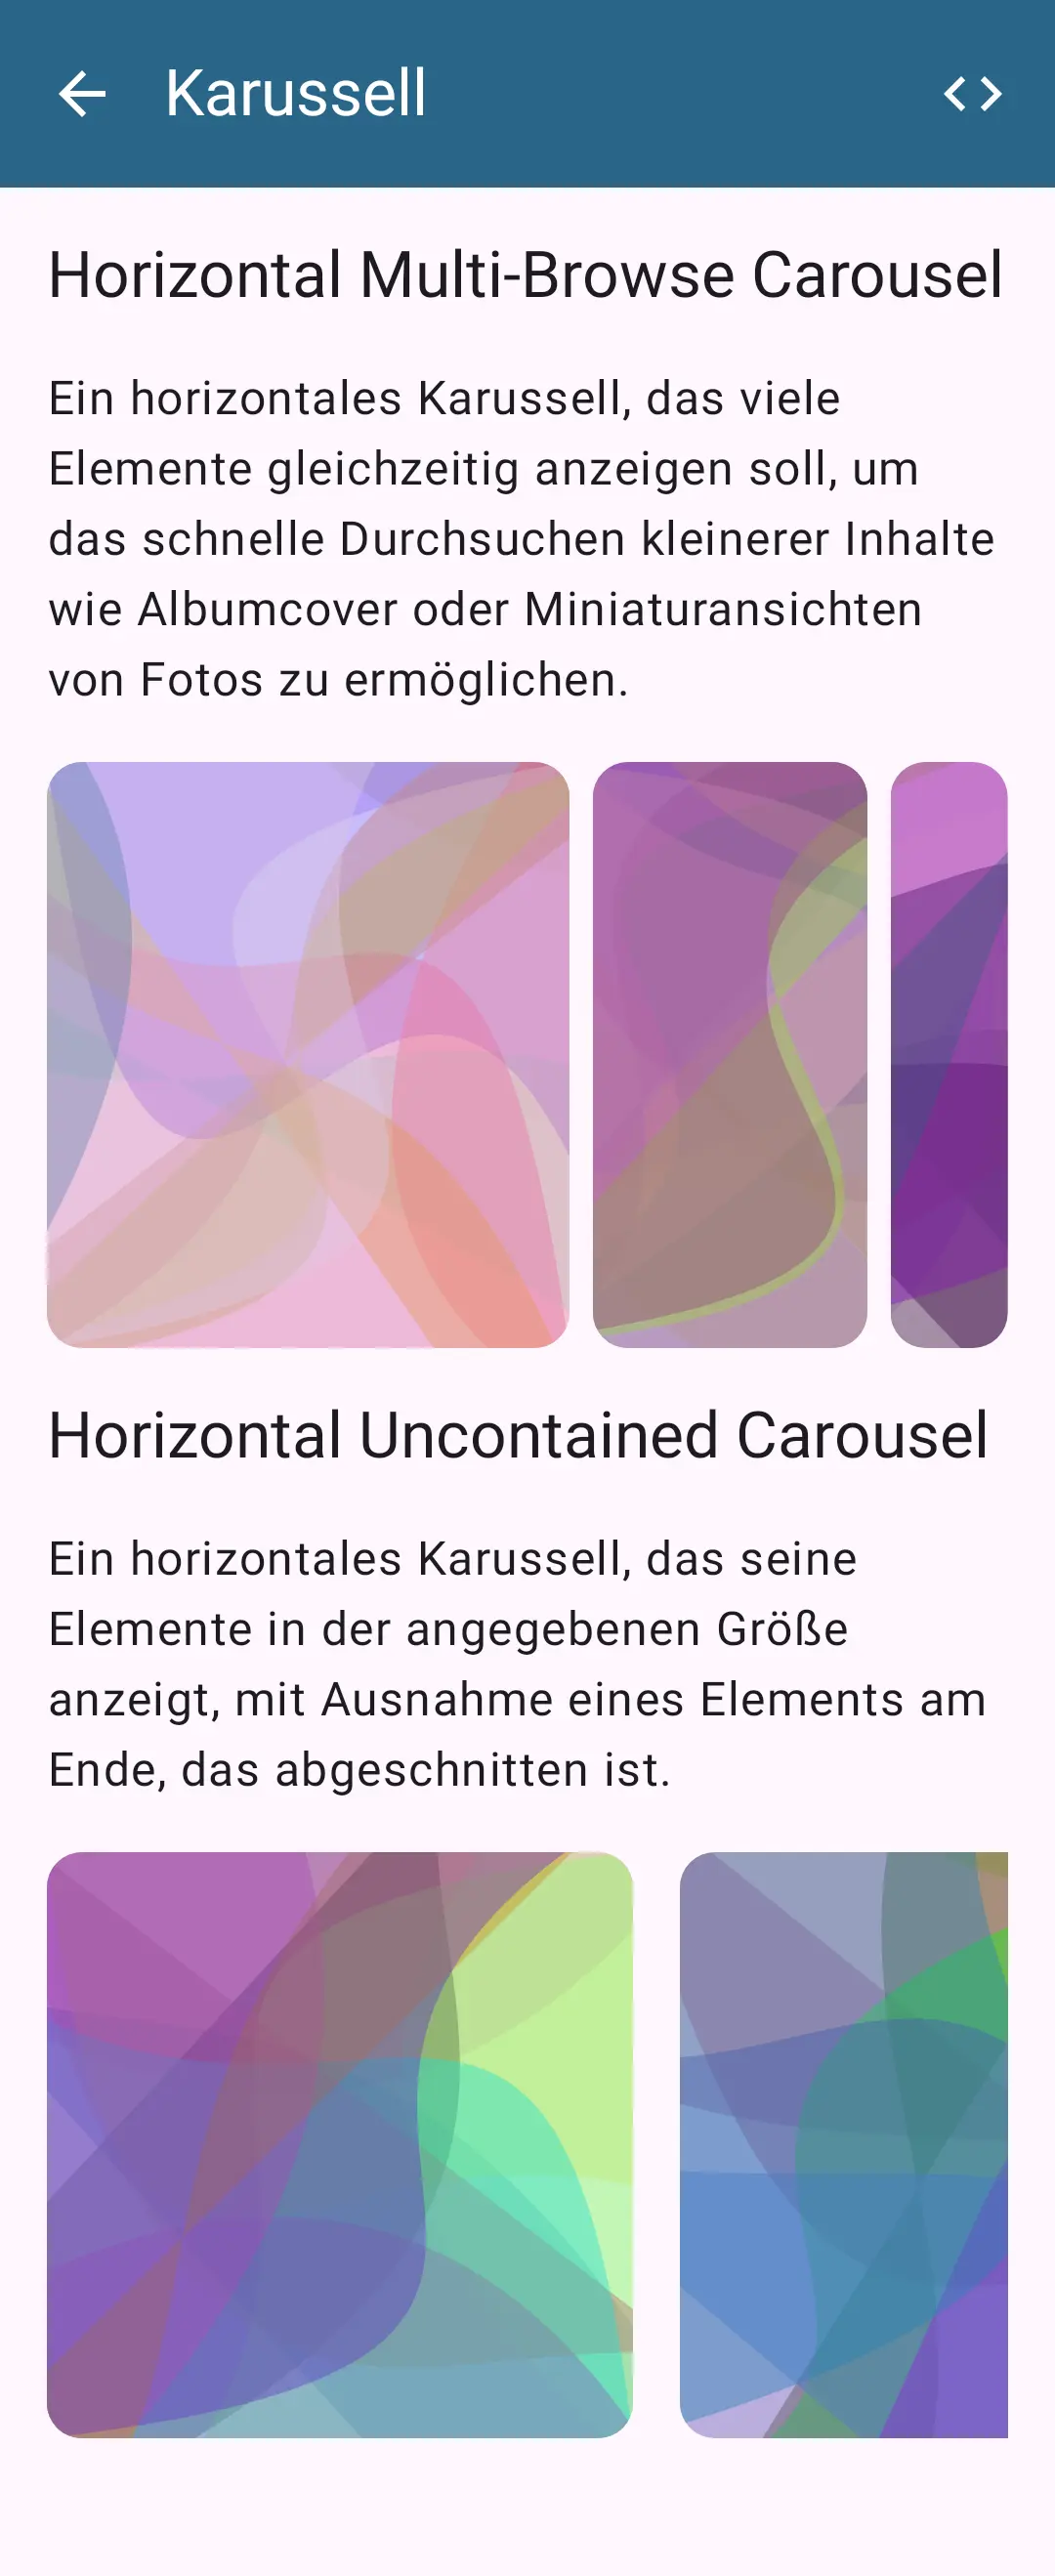 Karussell
Horizontal Multi-Browse Carousel
Ein horizontales Karussell, das viele
Elemente gleichzeitig anzeigen soll, um
das schnelle Durchsuchen kleinerer Inhalte
wie Albumcover oder Miniaturansichten
von Fotos zu ermöglichen.
Horizontal Uncontained Carousel
Ein horizontales Karussell, das seine
Elemente in der angegebenen Größe
anzeigt, mit Ausnahme eines Elements am
Ende, das abgeschnitten ist.